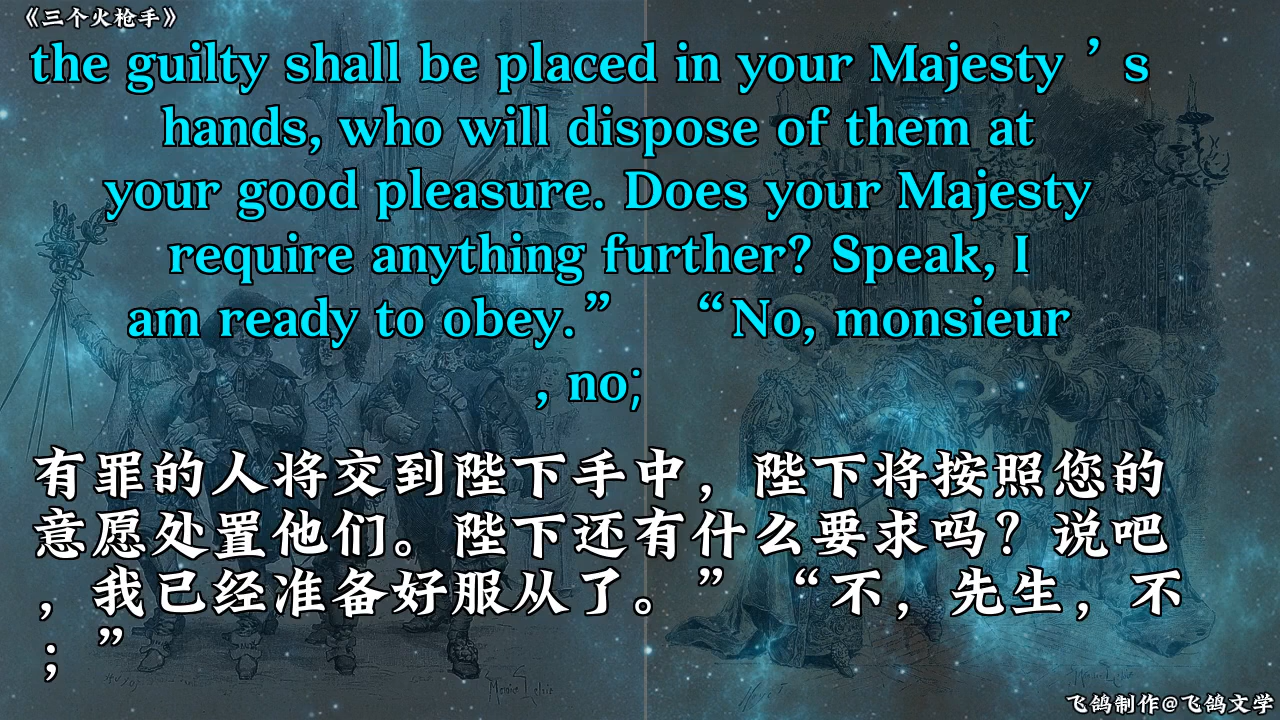 《三个火枪手》
the guilty shall be placed in your Majesty ’ s
hands, who will dispose of them at
your good pleasure. Does your Majesty
require anything further? Speak, I
am ready to obey.” “No, monsieur
, no;
有罪的人将交到陛下手中，陛下将按照您的
意愿处置他们。陛下还有什么要求吗？说吧
，我已经准备好服从了。” “不，先生，不
；”
飞鸽制作@飞鸽文学